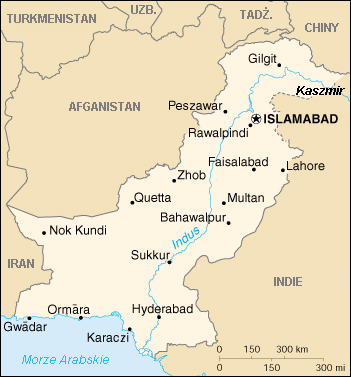 TURKMENISTAN
UZB.
TADŻ.
CHINY
Gilgit
Kaszmir
AFGANISTAN
Peszawar
ISLAMABAD
Rawalpindi
Faisalabad
Lahore
Zhob
Quetta
Multan
Bahawalpur
Nok Kundi
Indus
Sukkur
IRAN
INDIE
Ormāra
Hyderabad
Gwādar
Karaczi
Morze Arabskie
0 150 300 km
0 150 300 mi